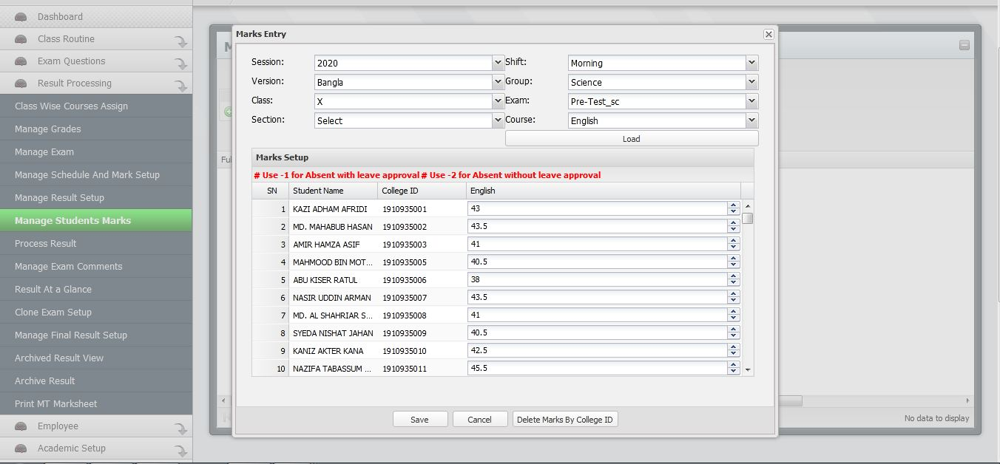 Dashboard
Class Routine
Exam Questions
Result Processing
Class Wise Courses Assign
Manage Grades
Manage Exam
Manage Schedule And Mark Setup
Manage Result Setup
Manage Students Marks
Process Result
Manage Exam Comments
Result At a Glance
Clone Exam Setup
Manage Final Result Setup
Archived Result View
Archive Result
Print MT Marksheet
Employee
Academic Setup
Marks Entry
Session: 2020 Shift: Morning
Version: Bangla Group: Science
Class: X Exam: Pre-Test_sc
Section: Select Course: English
Load
Marks Setup
# Use -1 for Absent with leave approval # Use -2 for Absent without leave approval
SN Student Name College ID English
1 KAZI ADHAM AFRIDI 1910935001 43
2 MD. MAHABUB HASAN 1910935002 43.5
3 AMIR HAMZA ASIF 1910935003 41
4 MAHMOOD BIN MOT... 1910935005 40.5
5 ABU KISER RATUL 1910935006 38
6 NASIR UDDIN ARMAN 1910935007 43.5
7 MD. AL SHAHRIAR S... 1910935008 41
8 SYEDA NISHAT JAHAN 1910935009 40.5
9 KANIZ AKTER KANA 1910935010 42.5
10 NAZIFA TABASSUM ... 1910935011 45.5
Save Cancel Delete Marks By College ID
No data to display